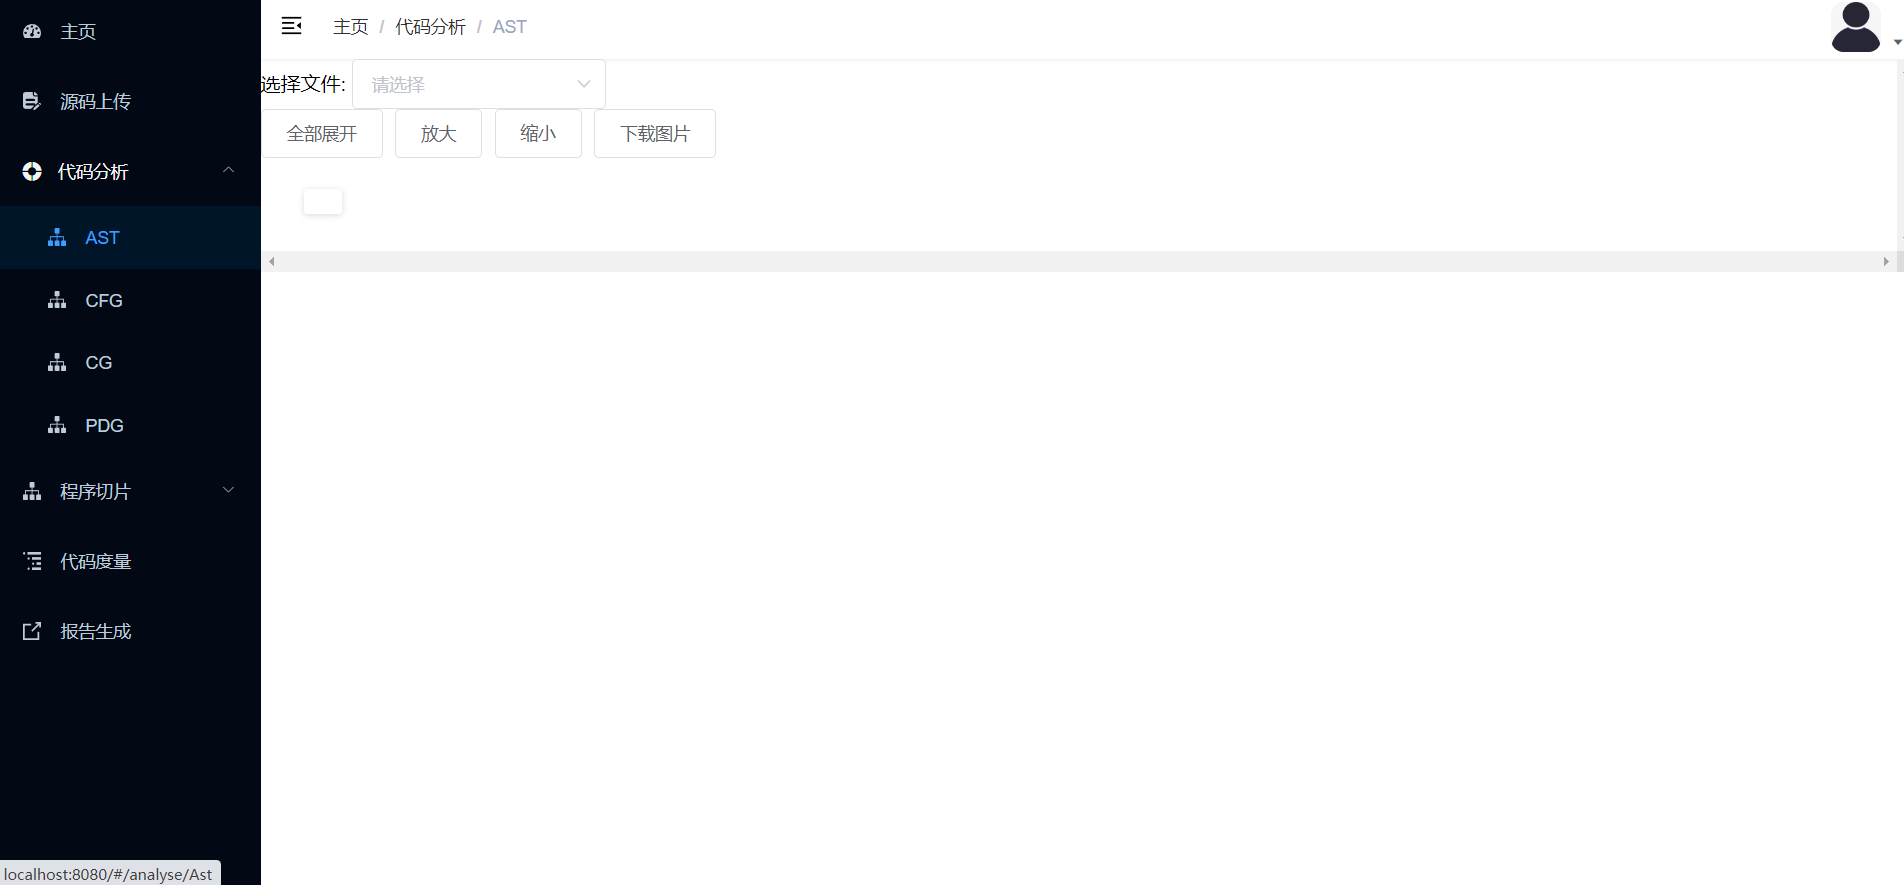 主页
源码上传
代码分析
AST
CFG
CG
PDG
程序切片
代码度量
报告生成
localhost:8080/#/analyse/Ast
主页 / 代码分析 / AST
选择文件: 请选择
全部展开 放大 缩小 下载图片